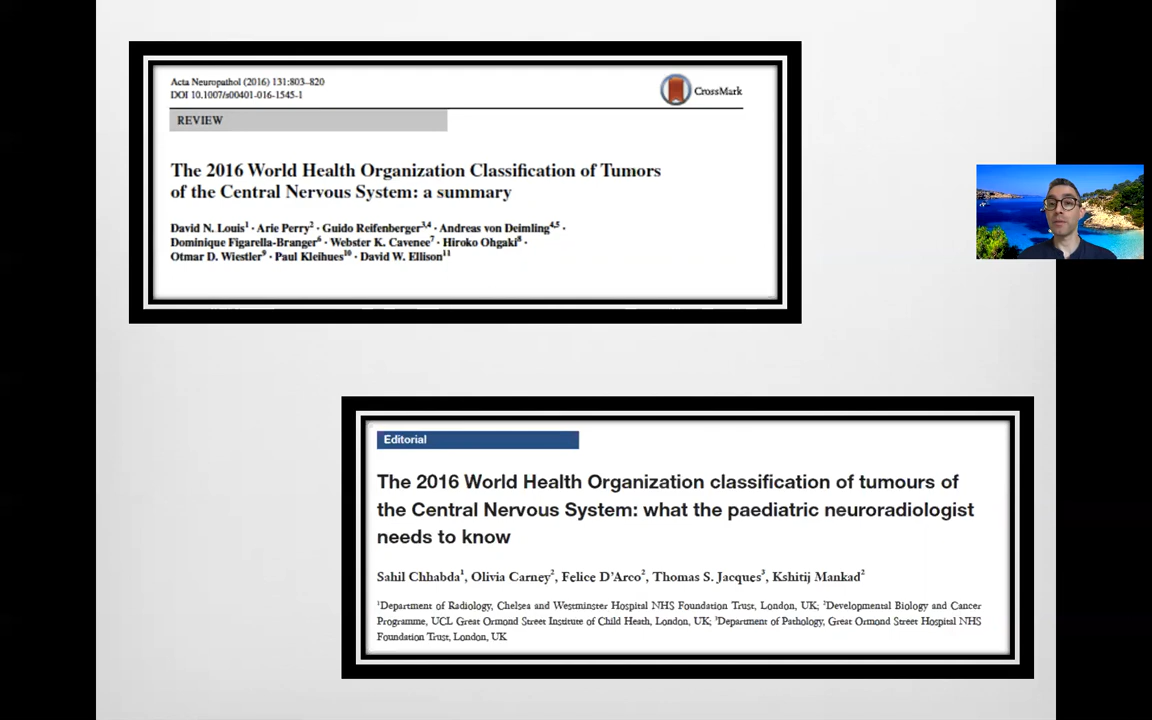 Acta Neuropathol (2016) 131:803–820
DOI 10.1007/s00401-016-1545-1
CrossMark
REVIEW
The 2016 World Health Organization Classification of Tumors
of the Central Nervous System: a summary
David N. Louis1 · Arie Perry2 · Guido Reifenberger3,4 · Andreas von Deimling4,5 ·
Dominique Figarella-Branger6 · Webster K. Cavenee7 · Hiroko Ohgaki8 ·
Otmar D. Wiestler9 · Paul Kleihues10 · David W. Ellison11
Editorial
The 2016 World Health Organization classification of tumours of
the Central Nervous System: what the paediatric neuroradiologist
needs to know
Sahil Chhabda1, Olivia Carney2, Felice D’Arco2, Thomas S. Jacques3, Kshitij Mankad2
1Department of Radiology, Chelsea and Westminster Hospital NHS Foundation Trust, London, UK; 2Developmental Biology and Cancer
Programme, UCL Great Ormond Street Institute of Child Heath, London, UK; 3Department of Pathology, Great Ormond Street Hospital NHS
Foundation Trust, London, UK